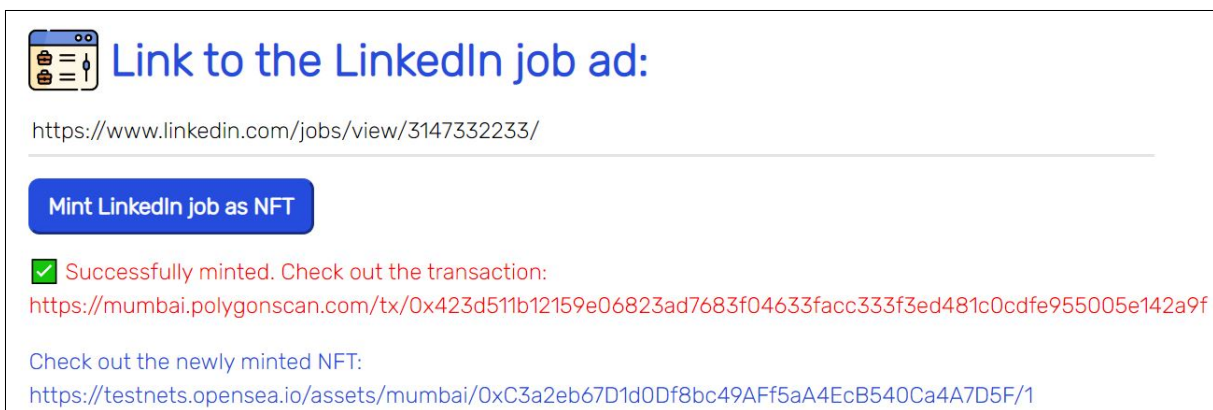 Link to the LinkedIn job ad:
https://www.linkedin.com/jobs/view/3147332233/
Mint LinkedIn job as NFT
✅ Successfully minted. Check out the transaction:
https://mumbai.polygonscan.com/tx/0x423d511b12159e06823ad7683f04633facc333f3ed481c0cdfe955005e142a9f
Check out the newly minted NFT:
https://testnets.opensea.io/assets/mumbai/0xC3a2eb67D1d0Df8bc49AFf5aA4EcB540Ca4A7D5F/1